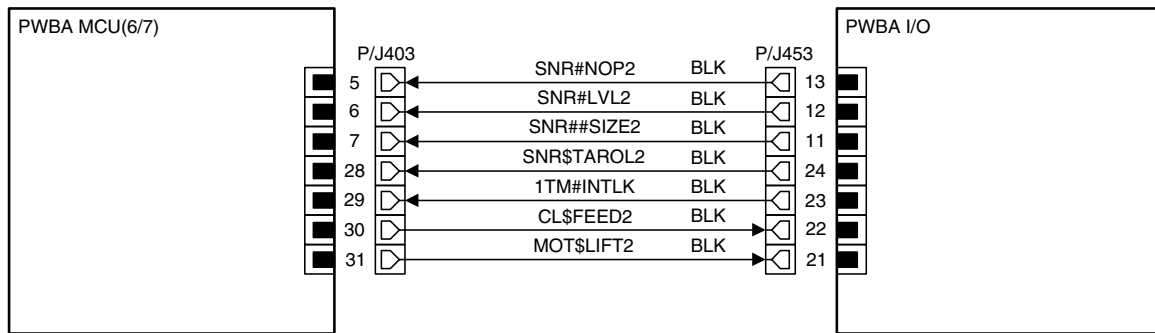 PWBA MCU(6/7) PWBA I/O
P/J403 P/J453
5 SNR#NOP2 BLK 13
6 SNR#LVL2 BLK 12
7 SNR##SIZE2 BLK 11
28 SNR$TAROL2 BLK 24
29 1TM#INTLK BLK 23
30 CL$FEED2 BLK 22
31 MOT$LIFT2 BLK 21